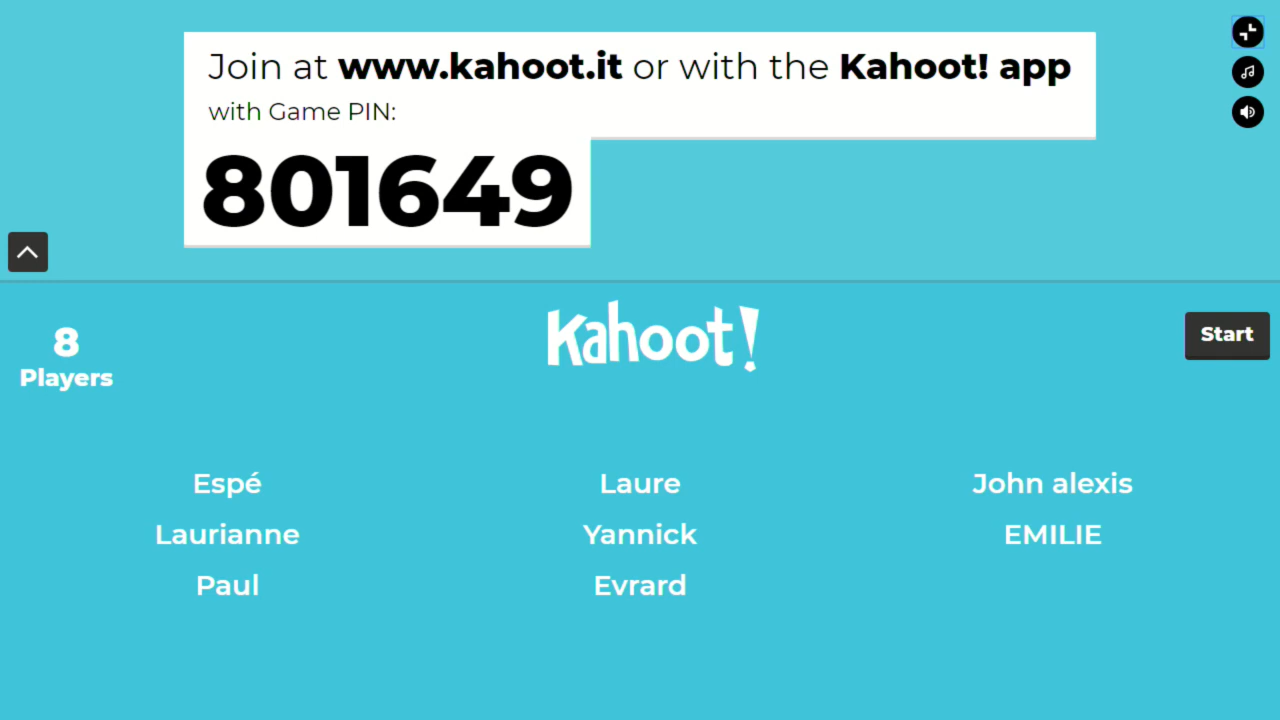 Join at www.kahoot.it or with the Kahoot! app
with Game PIN:
801649
8
Players
Kahoot!
Start
Espé
Laure
John alexis
Laurianne
Yannick
EMILIE
Paul
Evrard